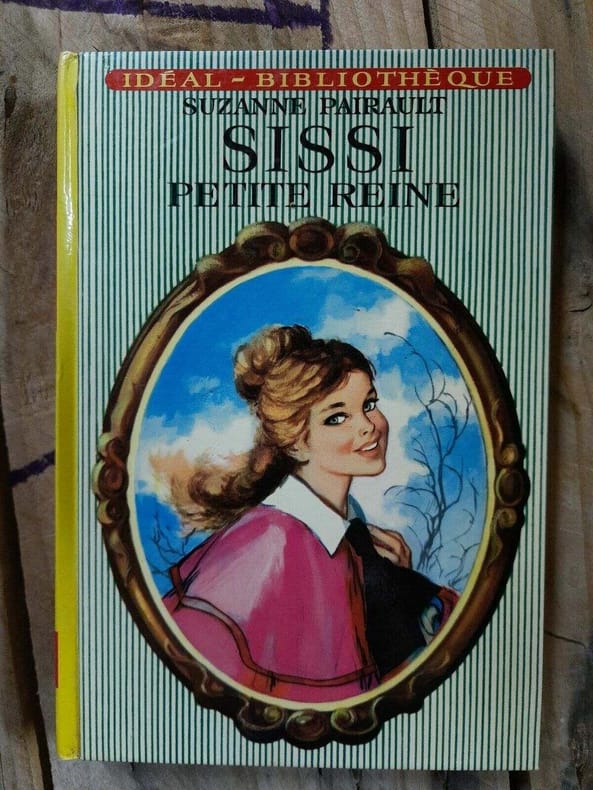 IDÉAL - BIBLIOTHÈQUE
SUZANNE PAIRAULT
SISSI
PETITE REINE